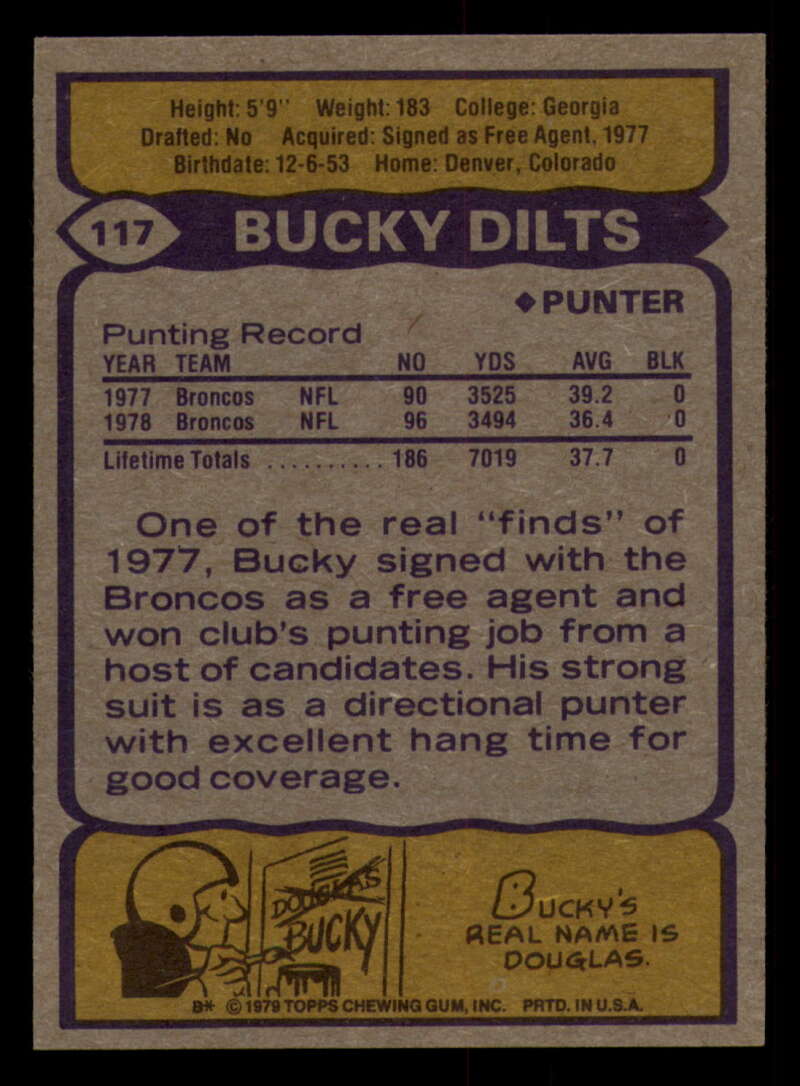 Height: 5'9" Weight: 183 College: Georgia
Drafted: No Acquired: Signed as Free Agent, 1977
Birthdate: 12-6-53 Home: Denver, Colorado
117 BUCKY DILTS
◆PUNTER
Punting Record
YEAR TEAM NO YDS AVG BLK
1977 Broncos NFL 90 3525 39.2 0
1978 Broncos NFL 96 3494 36.4 0
Lifetime Totals .......... 186 7019 37.7 0
One of the real "finds" of
1977, Bucky signed with the
Broncos as a free agent and
won club's punting job from a
host of candidates. His strong
suit is as a directional punter
with excellent hang time for
good coverage.
DOUGLAS
BUCKY
BUCKY'S
REAL NAME IS
DOUGLAS.
B* © 1979 TOPPS CHEWING GUM, INC. PRTD. IN U.S.A.